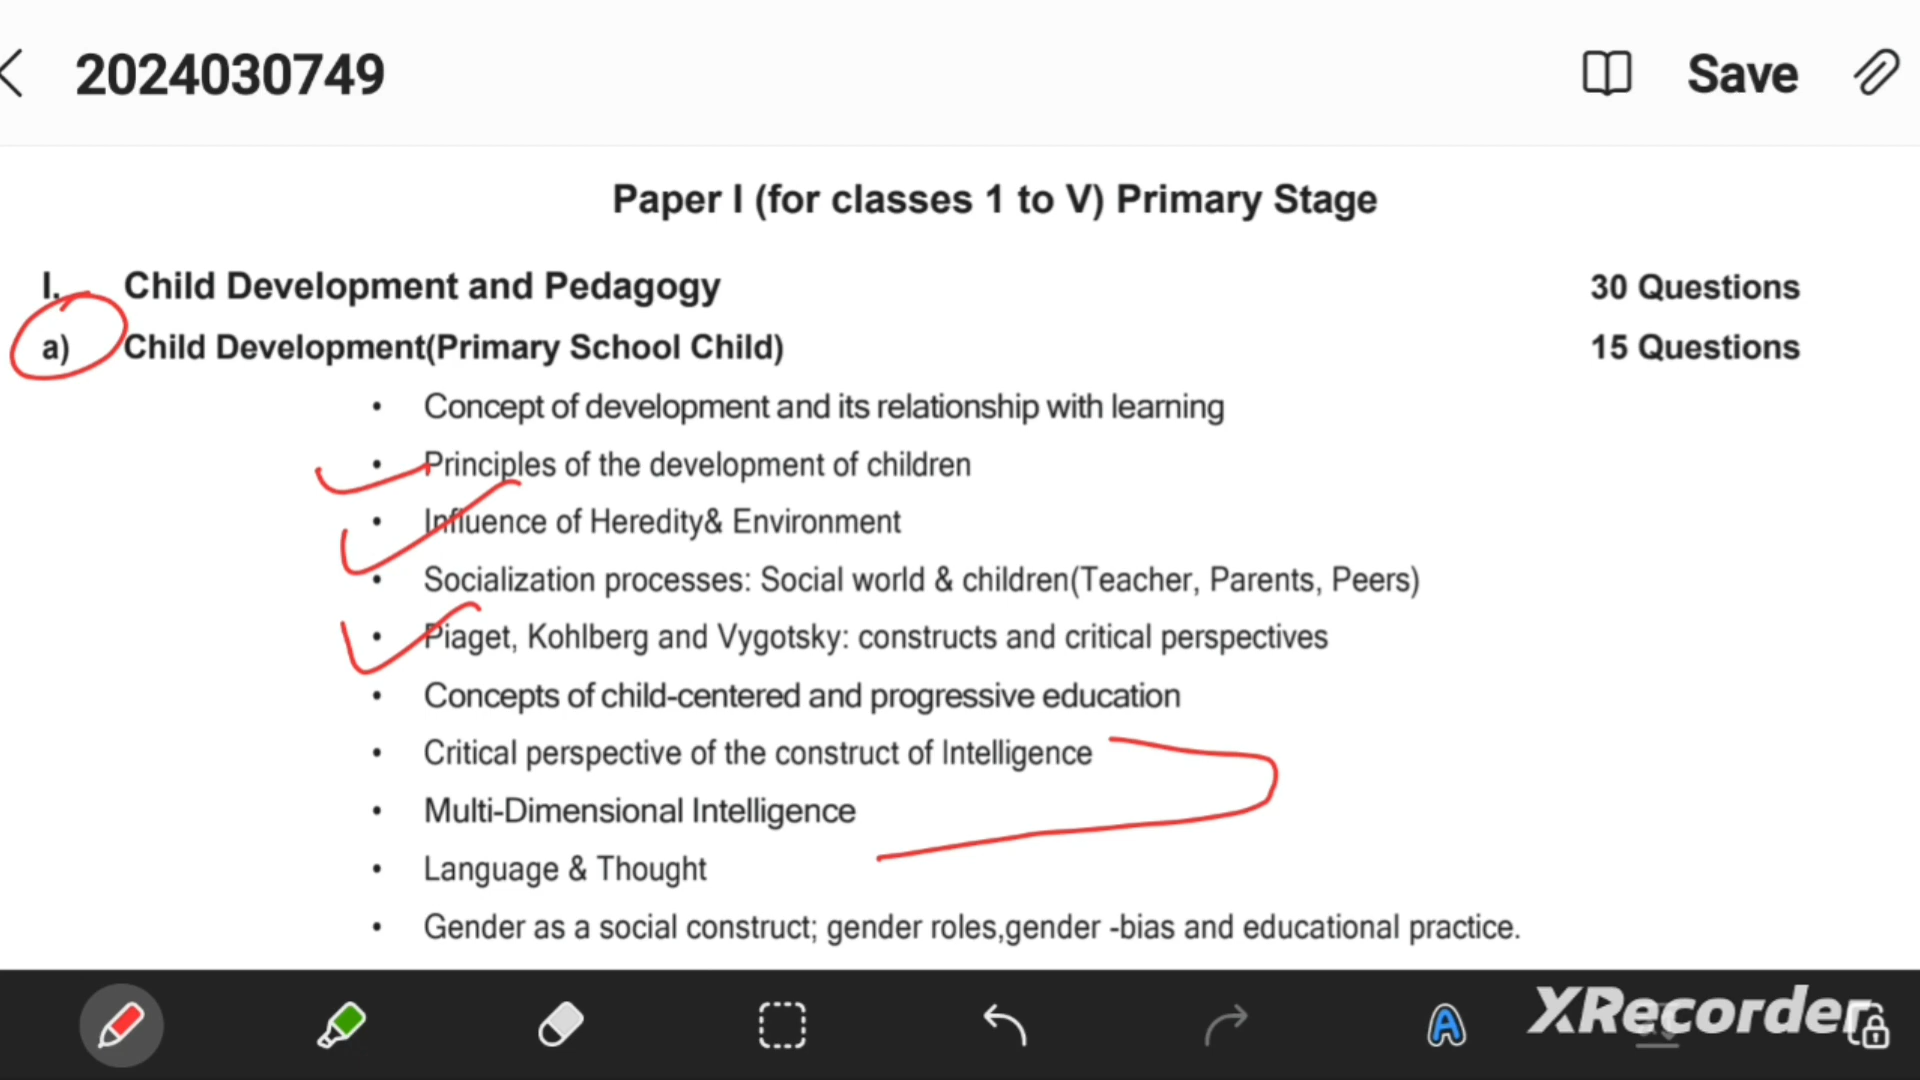 2024030749
Save
Paper I (for classes 1 to V) Primary Stage
I. Child Development and Pedagogy 30 Questions
a) Child Development(Primary School Child) 15 Questions
• Concept of development and its relationship with learning
• Principles of the development of children
• Influence of Heredity& Environment
• Socialization processes: Social world & children(Teacher, Parents, Peers)
• Piaget, Kohlberg and Vygotsky: constructs and critical perspectives
• Concepts of child-centered and progressive education
• Critical perspective of the construct of Intelligence
• Multi-Dimensional Intelligence
• Language & Thought
• Gender as a social construct; gender roles,gender -bias and educational practice.
A
XRecorder